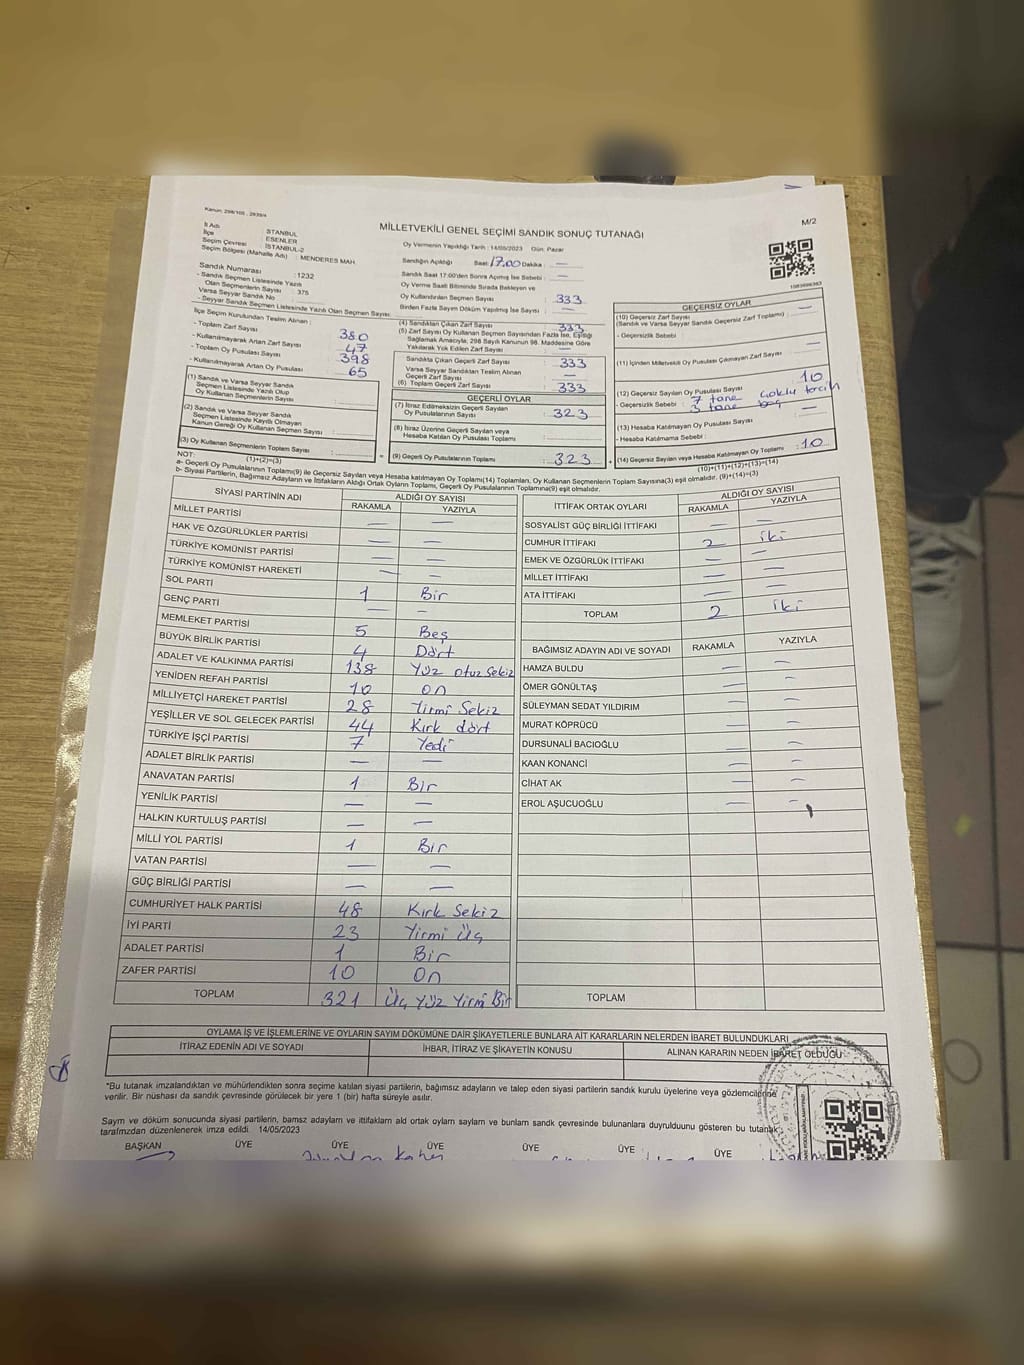 Kanun: 298/105 , 2839/4
M/2
MİLLETVEKİLİ GENEL SEÇİMİ SANDIK SONUÇ TUTANAĞI
İl Adı : İSTANBUL
İlçe : ESENLER
Seçim Çevresi : İSTANBUL-2
Seçim Bölgesi (Mahalle Adı) : MENDERES MAH.
Sandık Numarası : 1232
- Sandık Seçmen Listesinde Yazılı
Olan Seçmenlerin Sayısı : 375
Varsa Seyyar Sandık No :
- Seyyar Sandık Seçmen Listesinde Yazılı Olan Seçmen Sayısı:
İlçe Seçim Kurulundan Teslim Alınan :
- Toplam Zarf Sayısı 380
- Kullanılmayarak Artan Zarf Sayısı 47
- Toplam Oy Pusulası Sayısı 398
- Kullanılmayarak Artan Oy Pusulası 65
(1) Sandık ve Varsa Seyyar Sandık
Seçmen Listesinde Yazılı Olup
Oy Kullanan Seçmenlerin Sayısı :
(2) Sandık ve Varsa Seyyar Sandık
Seçmen Listesinde Kayıtlı Olmayan
Kanun Gereği Oy Kullanan Seçmen Sayısı :
(3) Oy Kullanan Seçmenlerin Toplam Sayısı :
(1)+(2)=(3)
Oy Vermenin Yapıldığı Tarih : 14/05/2023 Gün: Pazar
Sandığın Açıldığı Saat: 17.00 Dakika : —
Sandık Saat 17:00'den Sonra Açılmış İse Sebebi : —
Oy Verme Saati Bitiminde Sırada Bekleyen ve
Oy Kullandırılan Seçmen Sayısı : 333
Birden Fazla Sayım Döküm Yapılmış İse Sayısı : —
(4) Sandıktan Çıkan Zarf Sayısı : 333
(5) Zarf Sayısı Oy Kullanan Seçmen Sayısından Fazla İse, Eşitliği
Sağlamak Amacıyla, 298 Sayılı Kanunun 98. Maddesine Göre
Yakılarak Yok Edilen Zarf Sayısı : —
Sandıkta Çıkan Geçerli Zarf Sayısı : 333
Varsa Seyyar Sandıktan Teslim Alınan
Geçerli Zarf Sayısı : —
(6) Toplam Geçerli Zarf Sayısı : 333
GEÇERLİ OYLAR
(7) İtiraz Edilmeksizin Geçerli Sayılan
Oy Pusulalarının Sayısı : 323
(8) İtiraz Üzerine Geçerli Sayılan veya
Hesaba Katılan Oy Pusulası Toplamı :
= (9) Geçerli Oy Pusulalarının Toplamı : 323 +
1083696363
GEÇERSİZ OYLAR
(10) Geçersiz Zarf Sayısı
(Sandık ve Varsa Seyyar Sandık Geçersiz Zarf Toplamı) : —
- Geçersizlik Sebebi :
(11) İçinden Milletvekili Oy Pusulası Çıkmayan Zarf Sayısı : —
(12) Geçersiz Sayılan Oy Pusulası Sayısı : 10
- Geçersizlik Sebebi : 7 tane çoklu tercih
3 tane boş
(13) Hesaba Katılmayan Oy Pusulası Sayısı : —
- Hesaba Katılmama Sebebi :
(14) Geçersiz Sayılan veya Hesaba Katılmayan Oy Toplamı : 10
(10)+(11)+(12)+(13)=(14)
NOT:
a- Geçerli Oy Pusulalarının Toplamı(9) ile Geçersiz Sayılan veya Hesaba katılmayan Oy Toplamı(14) Toplamları, Oy Kullanan Seçmenlerin Toplam Sayısına(3) eşit olmalıdır. (9)+(14)=(3)
b- Siyasi Partilerin, Bağımsız Adayların ve İttifakların Aldığı Ortak Oyların Toplamı, Geçerli Oy Pusulalarının Toplamına(9) eşit olmalıdır.
SİYASİ PARTİNİN ADI ALDIĞI OY SAYISI
RAKAMLA YAZIYLA
MİLLET PARTİSİ — —
HAK VE ÖZGÜRLÜKLER PARTİSİ — —
TÜRKİYE KOMÜNİST PARTİSİ — —
TÜRKİYE KOMÜNİST HAREKETİ — —
SOL PARTİ 1 Bir
GENÇ PARTİ — —
MEMLEKET PARTİSİ 5 Beş
BÜYÜK BİRLİK PARTİSİ 4 Dört
ADALET VE KALKINMA PARTİSİ 138 Yüz otuz Sekiz
YENİDEN REFAH PARTİSİ 10 on
MİLLİYETÇİ HAREKET PARTİSİ 28 Yirmi Sekiz
YEŞİLLER VE SOL GELECEK PARTİSİ 44 Kırk dört
TÜRKİYE İŞÇİ PARTİSİ 7 Yedi
ADALET BİRLİK PARTİSİ — —
ANAVATAN PARTİSİ 1 Bir
YENİLİK PARTİSİ — —
HALKIN KURTULUŞ PARTİSİ — —
MİLLİ YOL PARTİSİ 1 Bir
VATAN PARTİSİ — —
GÜÇ BİRLİĞİ PARTİSİ — —
CUMHURİYET HALK PARTİSİ 48 Kırk Sekiz
İYİ PARTİ 23 Yirmi Üç
ADALET PARTİSİ 1 Bir
ZAFER PARTİSİ 10 On
TOPLAM 321 Üç Yüz Yirmi Bir
İTTİFAK ORTAK OYLARI ALDIĞI OY SAYISI
RAKAMLA YAZIYLA
SOSYALİST GÜÇ BİRLİĞİ İTTİFAKI — —
CUMHUR İTTİFAKI 2 iki
EMEK VE ÖZGÜRLÜK İTTİFAKI — —
MİLLET İTTİFAKI — —
ATA İTTİFAKI — —
TOPLAM 2 iki
BAĞIMSIZ ADAYIN ADI VE SOYADI RAKAMLA YAZIYLA
HAMZA BULDU — —
ÖMER GÖNÜLTAŞ — —
SÜLEYMAN SEDAT YILDIRIM —
MURAT KÖPRÜCÜ — —
DURSUNALİ BACIOĞLU — —
KAAN KONANCİ — —
CİHAT AK — —
EROL AŞUCUOĞLU — —
TOPLAM
OYLAMA İŞ VE İŞLEMLERİNE VE OYLARIN SAYIM DÖKÜMÜNE DAİR ŞİKAYETLERLE BUNLARA AİT KARARLARIN NELERDEN İBARET BULUNDUKLARI
İTİRAZ EDENİN ADI VE SOYADI İHBAR, İTİRAZ VE ŞİKAYETİN KONUSU ALINAN KARARIN NEDEN İBARET OLDUĞU
*Bu tutanak imzalandıktan ve mühürlendikten sonra seçime katılan siyasi partilerin, bağımsız adayların ve talep eden siyasi partilerin sandık kurulu üyelerine veya gözlemcilerine
verilir. Bir nüshası da sandık çevresinde görülecek bir yere 1 (bir) hafta süreyle asılır.
Saym ve döküm sonucunda siyasi partilerin, bamsz adaylarn ve ittifaklarn ald ortak oylarn saylarn ve bunlarn sandk çevresinde bulunanlara duyrulduunu gösteren bu tutanak
tarafmzdan düzenlenerek imza edildi. 14/05/2023
BAŞKAN ÜYE ÜYE ÜYE ÜYE ÜYE ÜYE